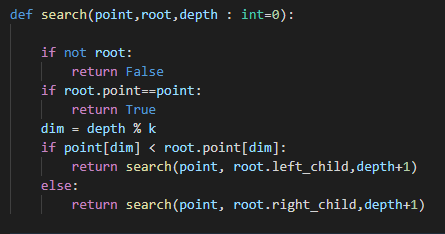 def search(point,root,depth : int=0):
if not root:
return False
if root.point==point:
return True
dim = depth % k
if point[dim] < root.point[dim]:
return search(point, root.left_child,depth+1)
else:
return search(point, root.right_child,depth+1)